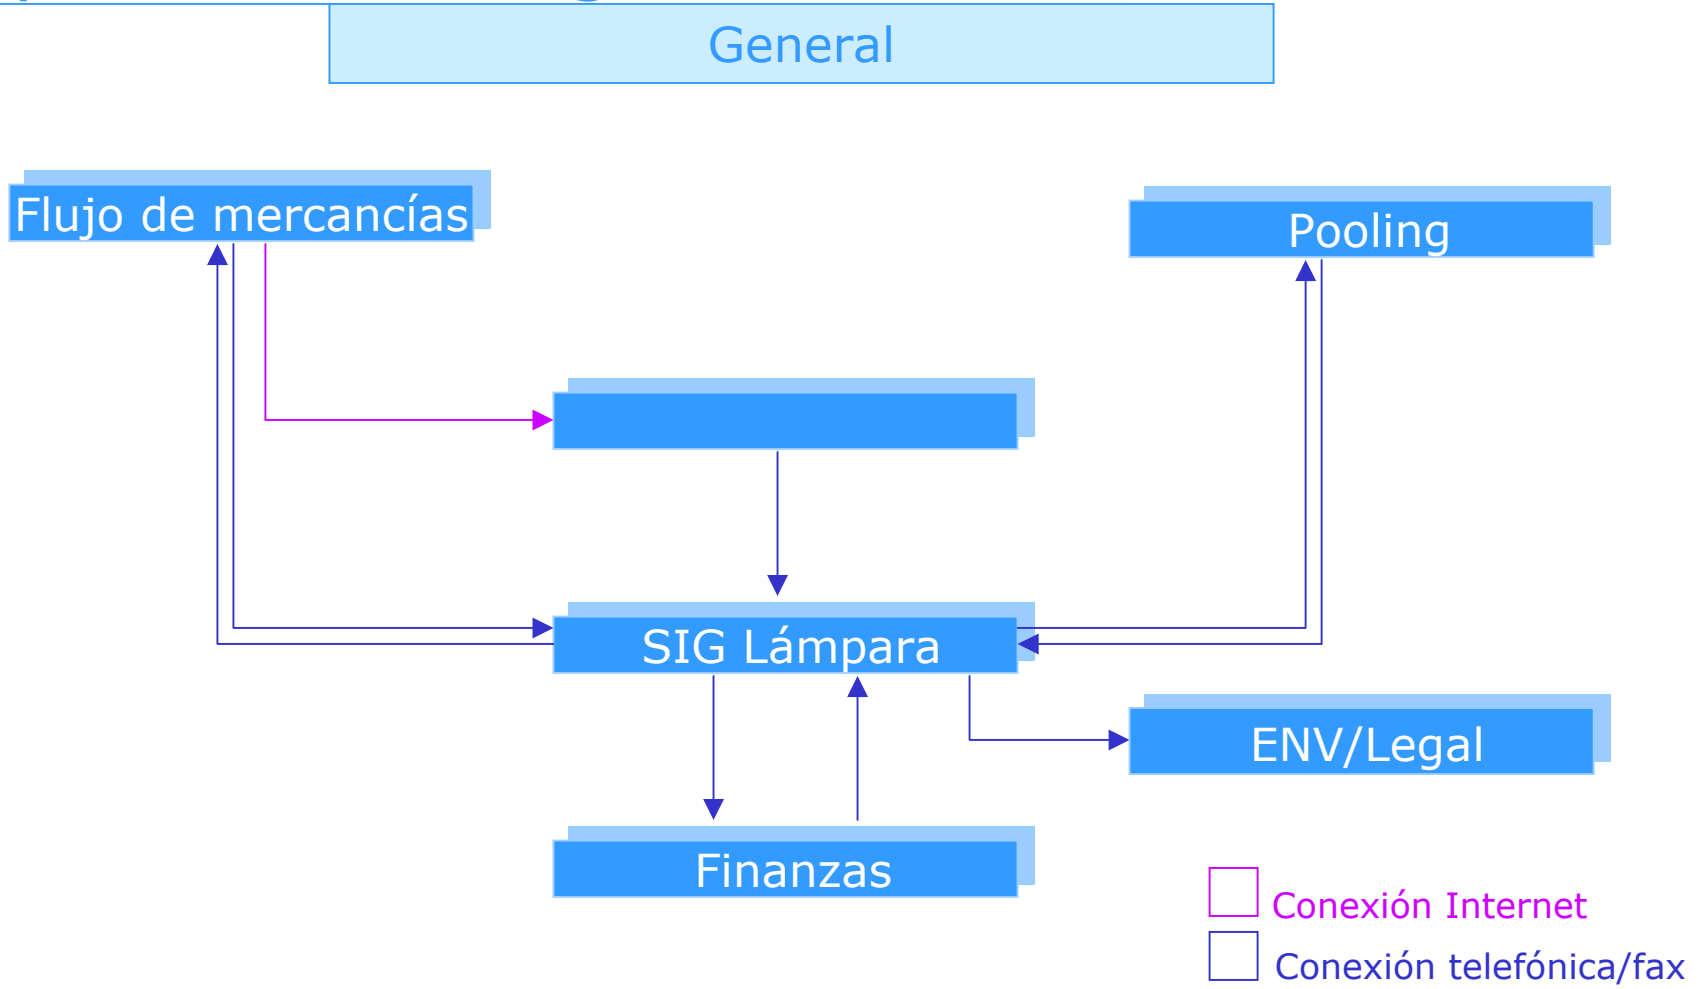 General
Flujo de mercancías
Pooling
SIG Lámpara
ENV/Legal
Finanzas
Conexión Internet
Conexión telefónica/fax